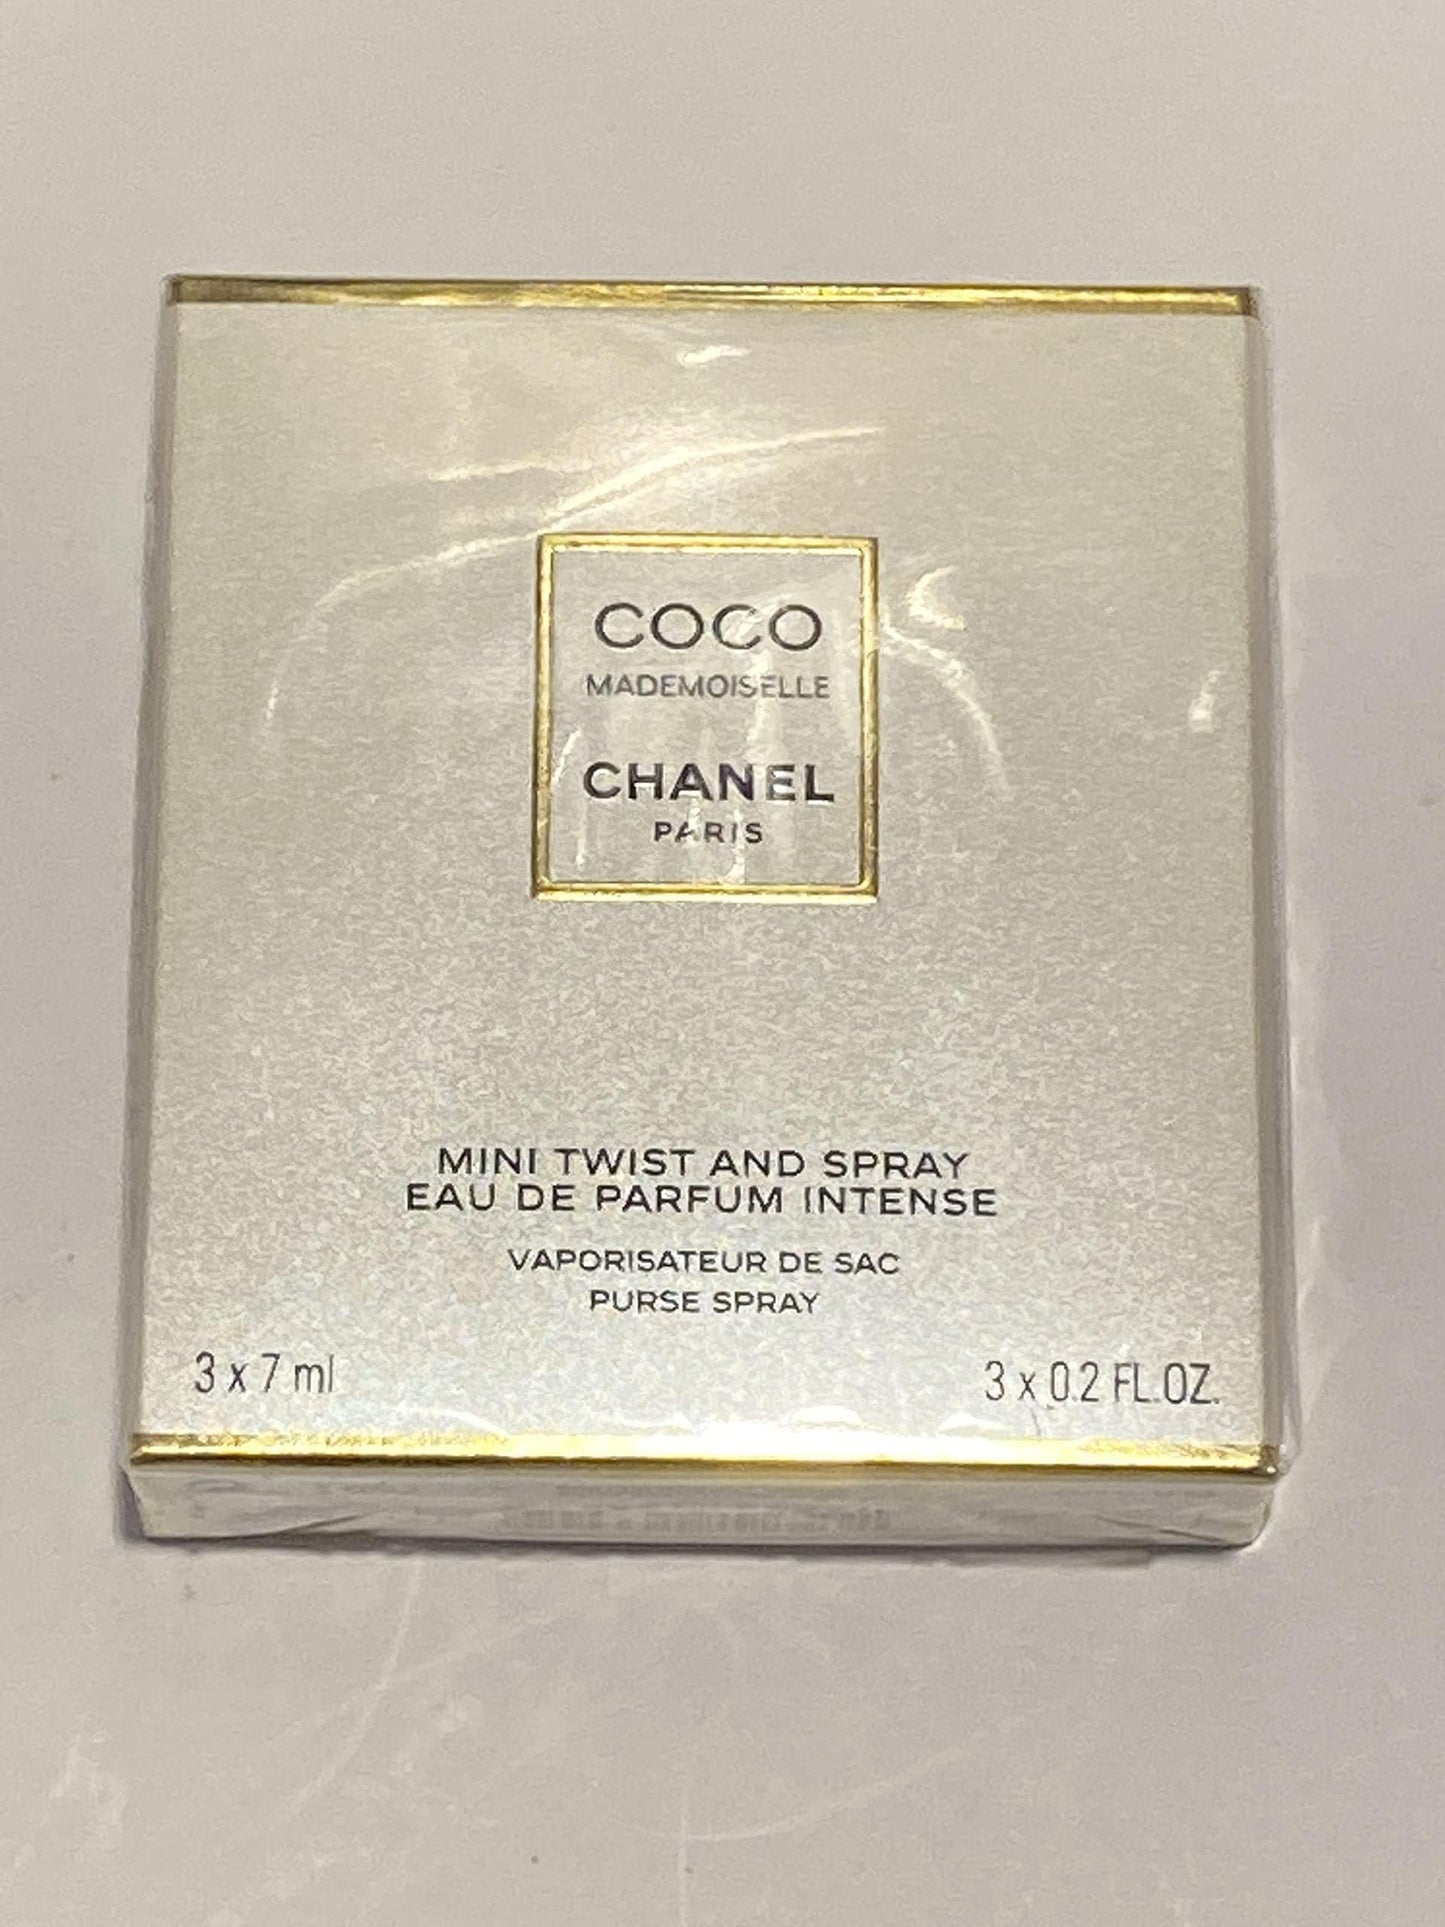 COCO
MADEMOISELLE
CHANEL
PARIS
MINI TWIST AND SPRAY
EAU DE PARFUM INTENSE
VAPORISATEUR DE SAC
PURSE SPRAY
3 x 7 ml
3 x 0.2 FL.OZ.